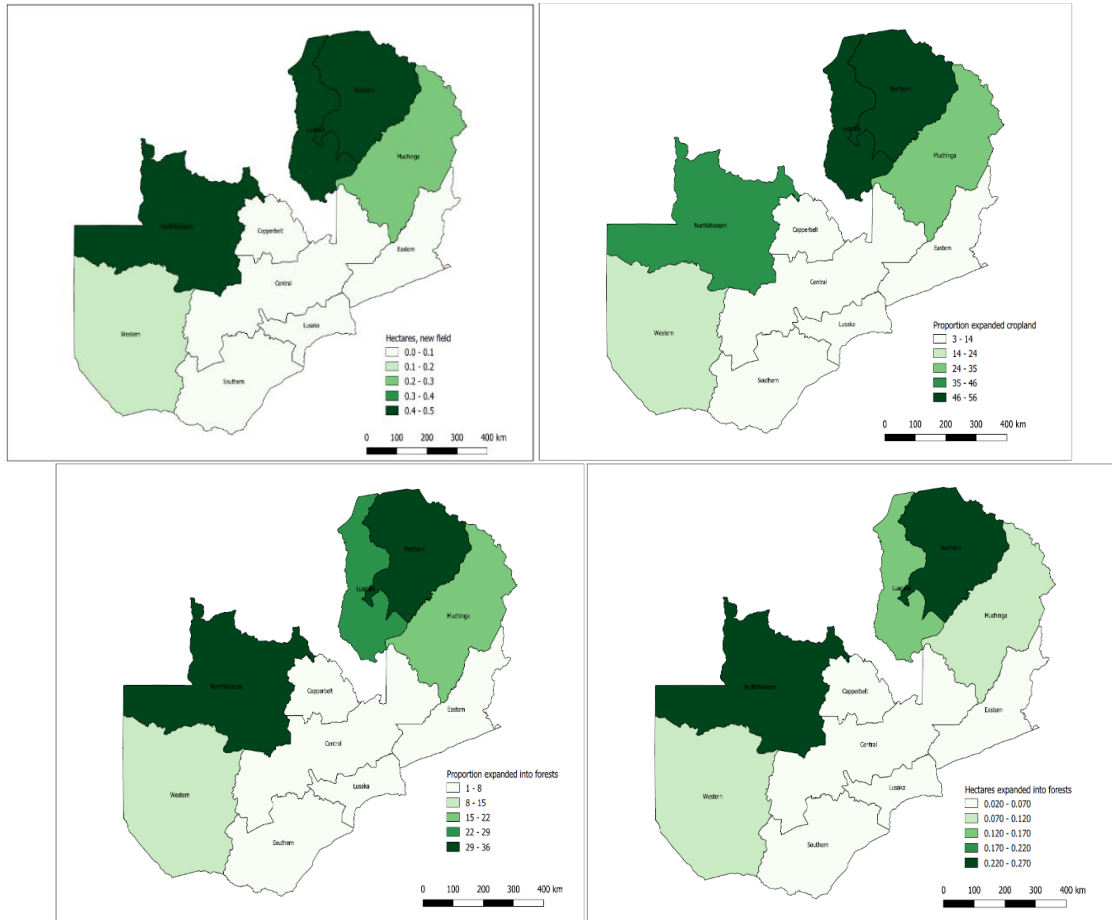 Northern
Luapula
Muchinga
NorthWestern
Copperbelt
Eastern
Central
Western
Lusaka
Southern
Hectares, new field
0.0 - 0.1
0.1 - 0.2
0.2 - 0.3
0.3 - 0.4
0.4 - 0.5
0 100 200 300 400 km
Northern
Luapula
Muchinga
NorthWestern
Copperbelt
Eastern
Central
Western
Lusaka
Southern
Proportion expanded cropland
3 - 14
14 - 24
24 - 35
35 - 46
46 - 56
0 100 200 300 400 km
Northern
Luapula
Muchinga
NorthWestern
Copperbelt
Eastern
Central
Western
Lusaka
Southern
Proportion expanded into forests
1 - 8
8 - 15
15 - 22
22 - 29
29 - 36
0 100 200 300 400 km
Northern
Luapula
Muchinga
NorthWestern
Copperbelt
Eastern
Central
Western
Lusaka
Southern
Hectares expanded into forests
0.020 - 0.070
0.070 - 0.120
0.120 - 0.170
0.170 - 0.220
0.220 - 0.270
0 100 200 300 400 km